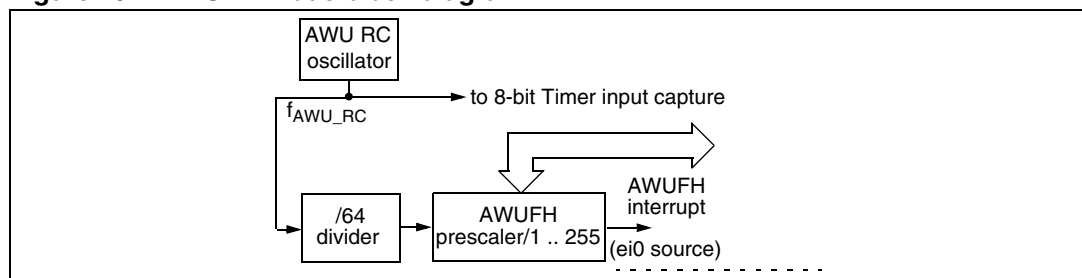 AWU RC
oscillator
to 8-bit Timer input capture
fAWU_RC
AWUFH
interrupt
/64
divider
AWUFH
prescaler/1 .. 255
(ei0 source)